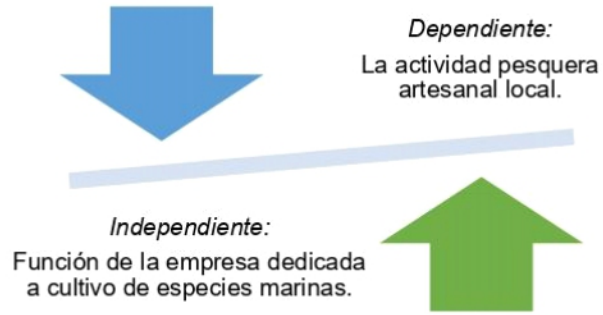 Dependiente:
La actividad pesquera
artesanal local.
Independiente:
Función de la empresa dedicada
a cultivo de especies marinas.